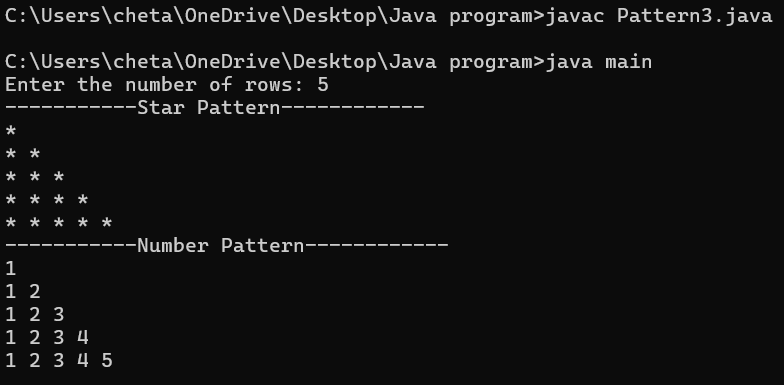 C:\Users\cheta\OneDrive\Desktop\Java program>javac Pattern3.java
C:\Users\cheta\OneDrive\Desktop\Java program>java main
Enter the number of rows: 5
-----------Star Pattern------------
*
* *
* * *
* * * *
* * * * *
-----------Number Pattern------------
1
1 2
1 2 3
1 2 3 4
1 2 3 4 5